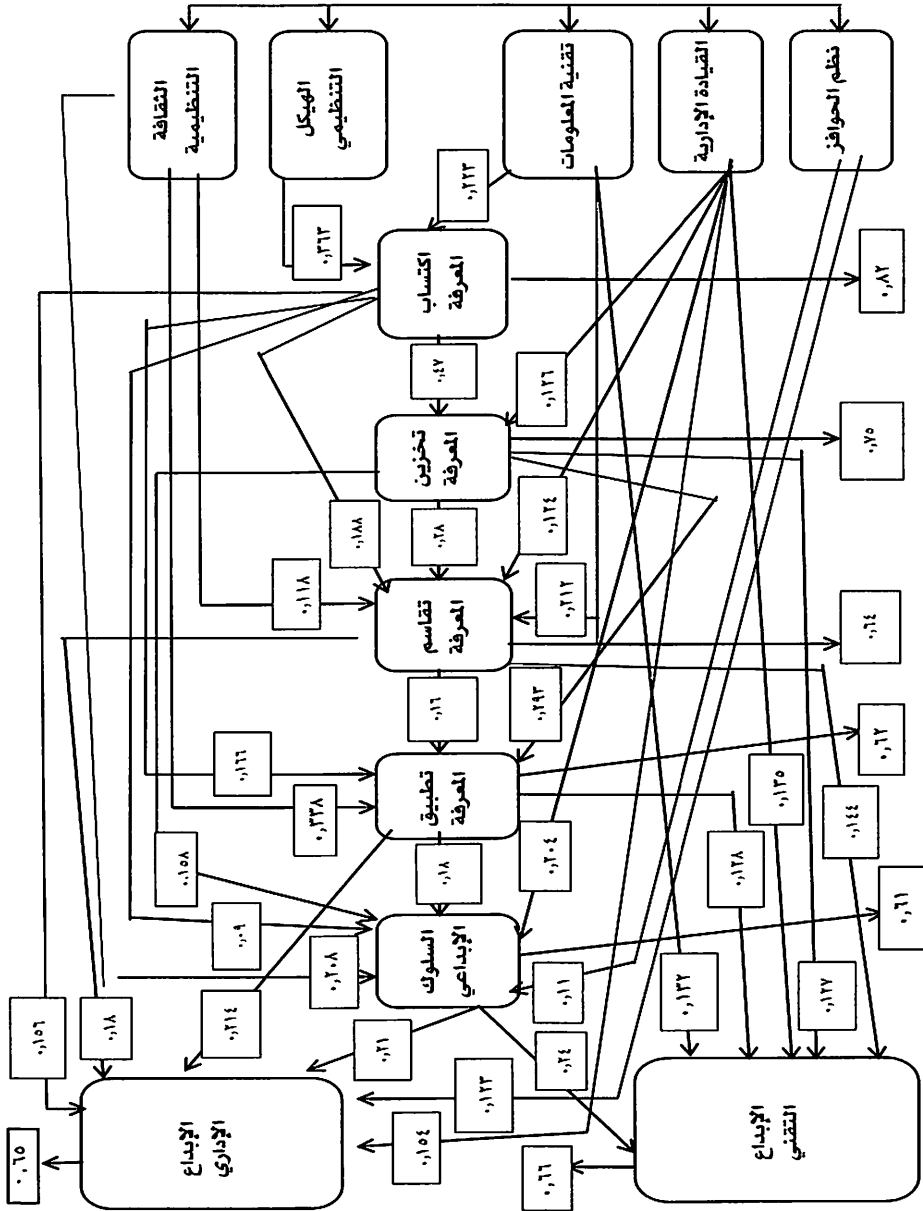 الثقافة
التنظيمية
الهيكل
التنظيمي
تقنية المعلومات
القيادة الإدارية
نظم الحوافز
٠,٢٢٣
٠,٢٦٣
اكتساب
المعرفة
٠,٨٢
٠,٤٧
٠,١٢٦
تخزين
المعرفة
٠,٧٥
٠,١٨٨
٠,٢٨
٠,١٢٤
٠,١١٨
تقاسم
المعرفة
٠,٢١٢
٠,٦٤
٠,١٦
٠,٢٩٣
٠,١٦٦
٠,٢٣٨
تطبيق
المعرفة
٠,٦٢
٠,١٣٥
٠,١٤٤
٠,١٥٨
٠,١٨
٠,٢٠٤
٠,١٢٨
٠,٠٩
٠,٢٠٨
السلوك
الإبداعي
٠,٦١
٠,١١
٠,١٣٢
٠,١٢٧
٠,١٥٦
٠,١٨
٠,٢١٤
٠,٢١
٠,٢٤
٠,١٢٣
٠,١٥٤
الإبداع
الإداري
٠,٦٥
الإبداع
التقني
٠,٦٦